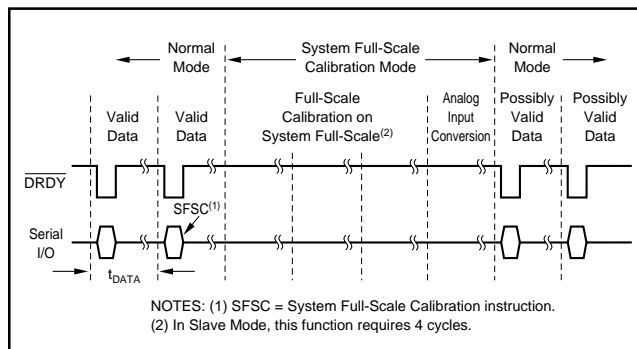 Normal Mode
System Full-Scale Calibration Mode
Normal Mode
Valid Data
Valid Data
Full-Scale Calibration on System Full-Scale(2)
Analog Input Conversion
Possibly Valid Data
Possibly Valid Data
DRDY
SFSC(1)
Serial I/O
tDATA
NOTES: (1) SFSC = System Full-Scale Calibration instruction.
(2) In Slave Mode, this function requires 4 cycles.